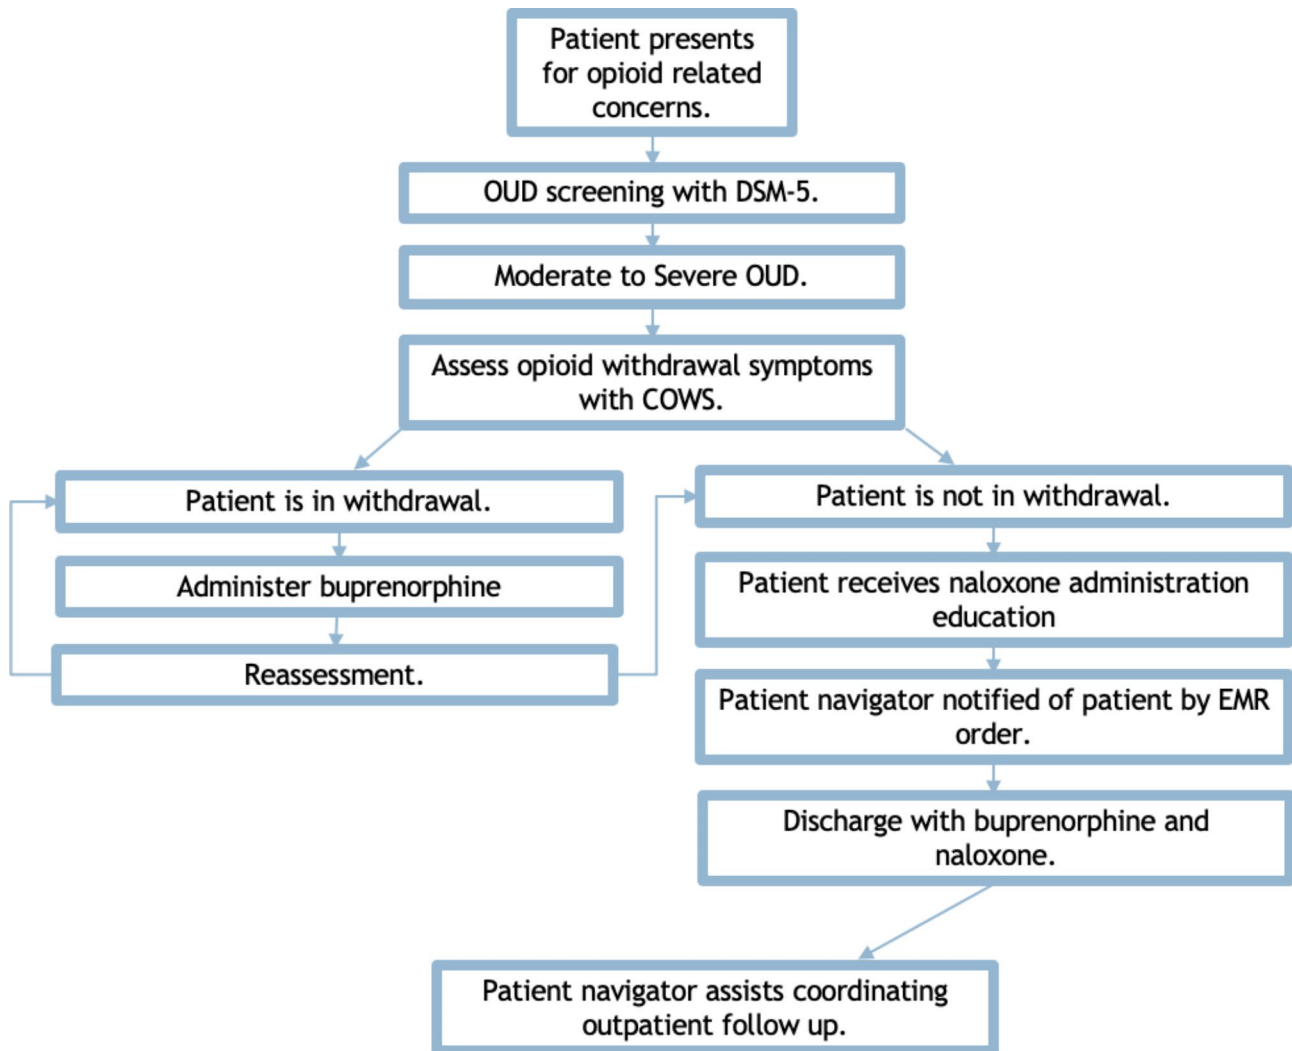 Patient presents
for opioid related
concerns.
OUD screening with DSM-5.
Moderate to Severe OUD.
Assess opioid withdrawal symptoms
with COWS.
Patient is in withdrawal.
Administer buprenorphine
Reassessment.
Patient is not in withdrawal.
Patient receives naloxone administration
education
Patient navigator notified of patient by EMR
order.
Discharge with buprenorphine and
naloxone.
Patient navigator assists coordinating
outpatient follow up.